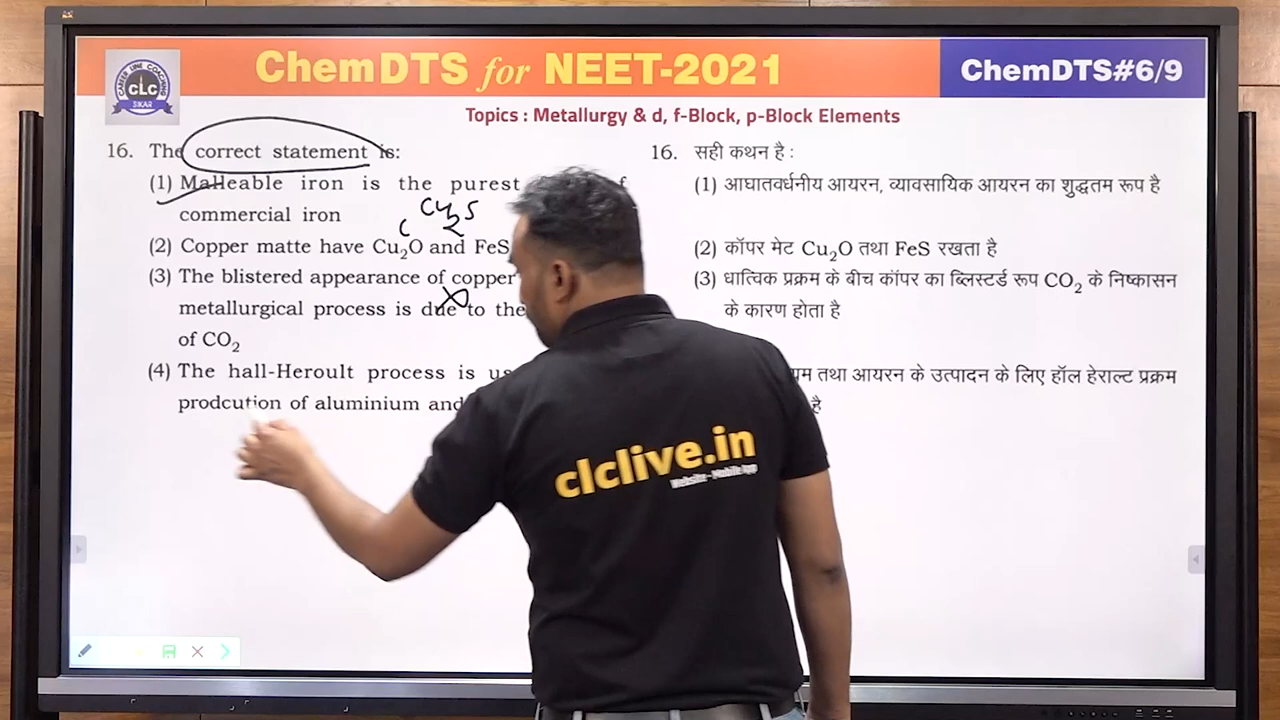 ChemDTS for NEET-2021
ChemDTS#6/9
CAREER LINE COACHING
CLC
SIKAR
Topics : Metallurgy & d, f-Block, p-Block Elements
16. The correct statement is:
(1) Malleable iron is the purest
commercial iron
Cu2S
(2) Copper matte have Cu2O and FeS
(3) The blistered appearance of copper
metallurgical process is due to the
of CO2
(4) The hall-Heroult process is
prodcution of aluminium and
16. सही कथन है :
(1) आघातवर्धनीय आयरन, व्यावसायिक आयरन का शुद्धतम रूप है
(2) कॉपर मेट Cu2O तथा FeS रखता है
(3) धात्विक प्रक्रम के बीच कॉपर का ब्लिस्टर्ड रूप CO2 के निष्कासन
के कारण होता है
तथा आयरन के उत्पादन के लिए हॉल हेराल्ट प्रक्रम
है
clclive.in
Website - Mobile App